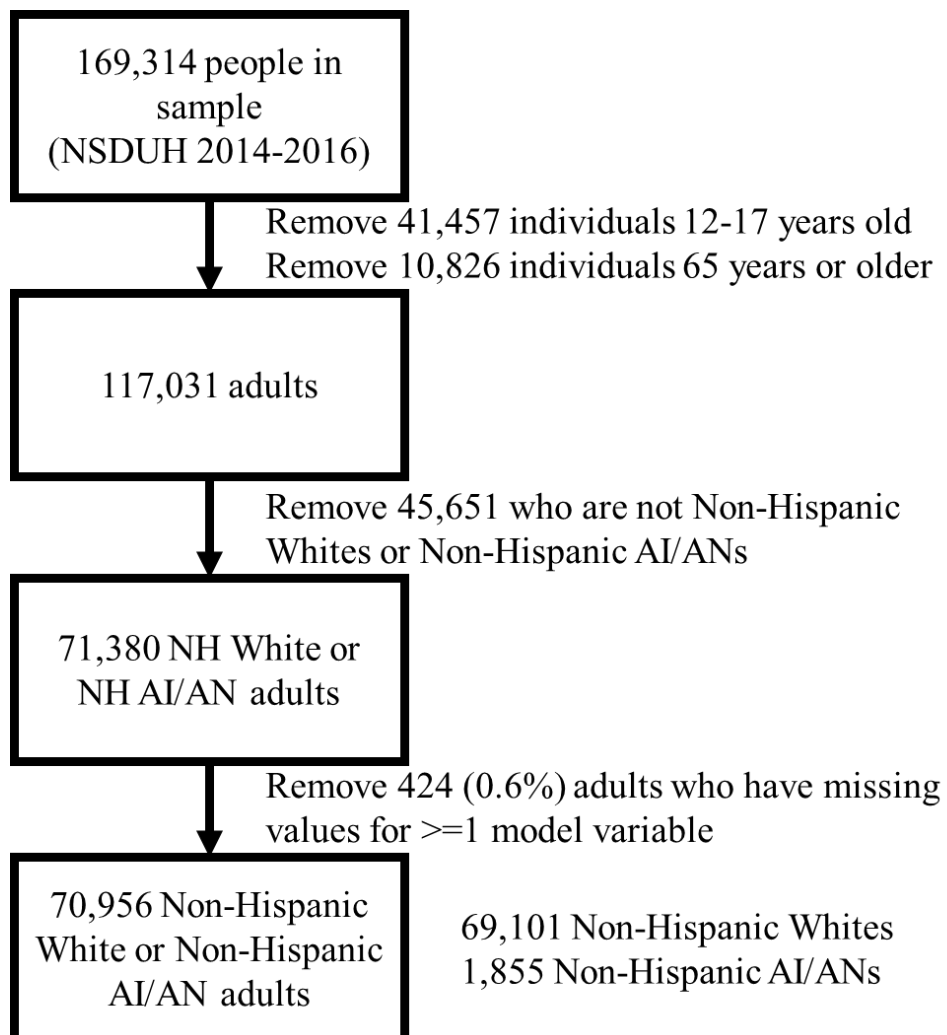 169,314 people in
sample
(NSDUH 2014-2016)
Remove 41,457 individuals 12-17 years old
Remove 10,826 individuals 65 years or older
117,031 adults
Remove 45,651 who are not Non-Hispanic
Whites or Non-Hispanic AI/ANs
71,380 NH White or
NH AI/AN adults
Remove 424 (0.6%) adults who have missing
values for >=1 model variable
70,956 Non-Hispanic
White or Non-Hispanic
AI/AN adults
69,101 Non-Hispanic Whites
1,855 Non-Hispanic AI/ANs